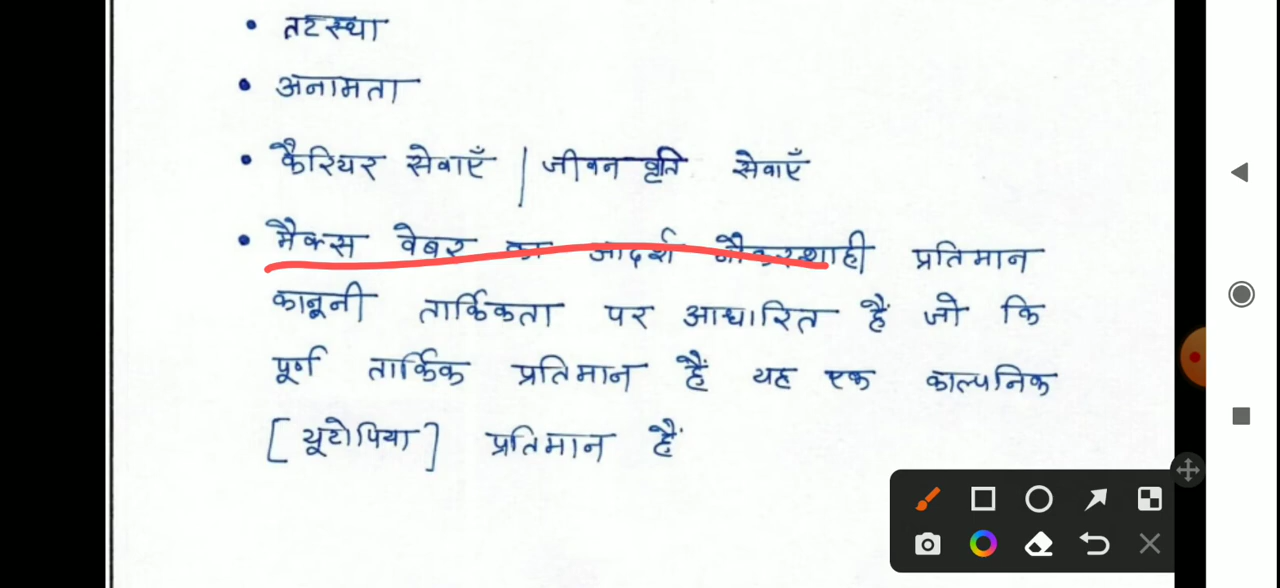 • तटस्था
• अनामता
• कैरियर सेवाएँ / जीवन वृति सेवाएँ
• मैक्स वेबर का आदर्श नौकरशाही प्रतिमान
कानूनी तार्किकता पर आधारित हैं जो कि
पूर्ण तार्किक प्रतिमान हैं यह एक काल्पनिक
[यूटोपिया] प्रतिमान हैं